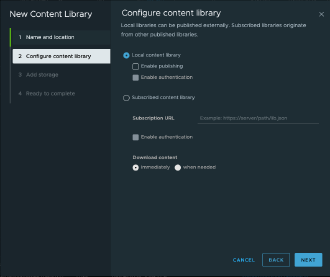 New Content Library
1 Name and location
2 Configure content library
3 Add storage
4 Ready to complete
Configure content library
Local libraries can be published externally. Subscribed libraries originate
from other published libraries.
Local content library
Enable publishing
Enable authentication
Subscribed content library
Subscription URL
Example: https://server/path/lib.json
Enable authentication
Download content
immediately
when needed
CANCEL
BACK
NEXT